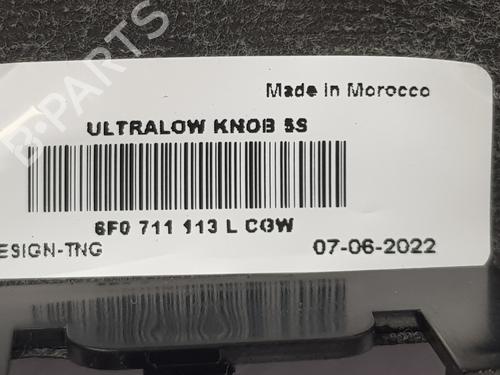 B-PARTS
Made in Morocco
ULTRALOW KNOB 5S
6F0 711 113 L CGW
ESIGN-TNG
07-06-2022